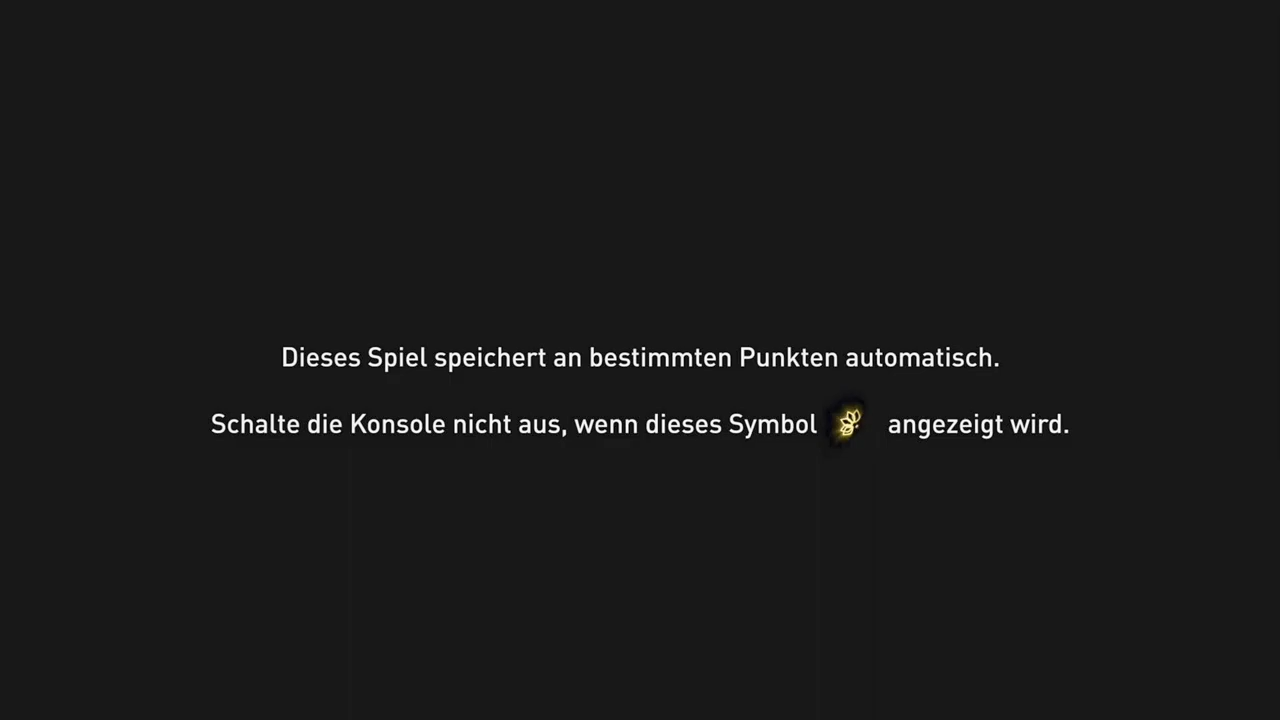 Dieses Spiel speichert an bestimmten Punkten automatisch.
Schalte die Konsole nicht aus, wenn dieses Symbol angezeigt wird.